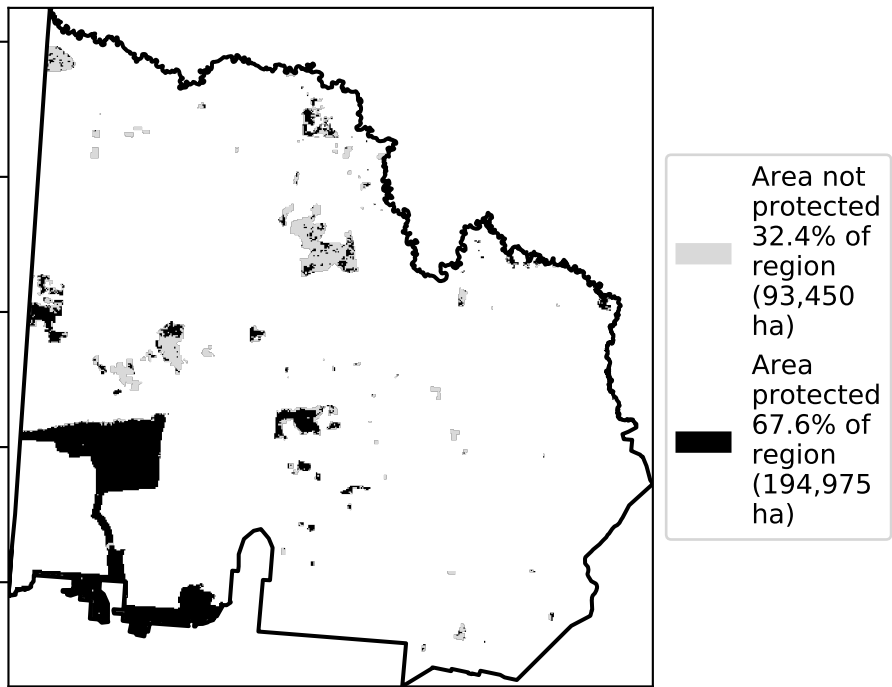 Area not
protected
32.4% of
region
(93,450
ha)
Area
protected
67.6% of
region
(194,975
ha)